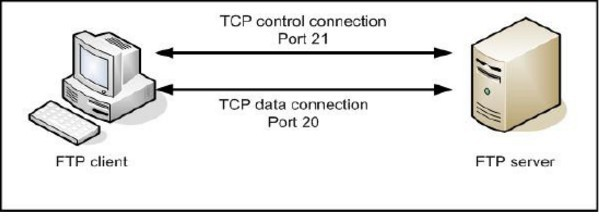 TCP control connection
Port 21
TCP data connection
Port 20
FTP client
FTP server